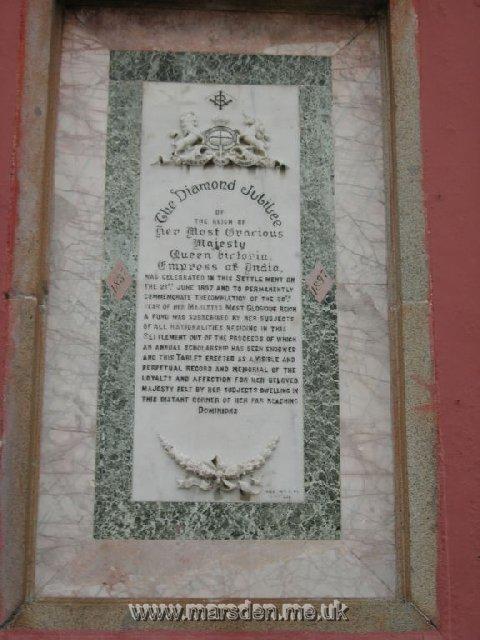 The Diamond Jubilee
OF
THE REIGN OF
Her Most Gracious
Majesty
Queen Victoria,
Empress of India,
WAS CELEBRATED IN THIS SETTLEMENT ON
THE 21ST JUNE 1897 AND TO PERMANENTLY
COMMEMORATE THE COMPLETION OF THE 60TH
YEAR OF HER MAJESTYS MOST GLORIOUS REIGN
A FUND WAS SUBSCRIBED BY HER SUBJECTS
OF ALL NATIONALITIES RESIDING IN THIS
SETTLEMENT OUT OF THE PROCEEDS OF WHICH
AN ANNUAL SCHOLARSHIP HAS BEEN ENDOWED
AND THIS TABLET ERECTED AS A VISIBLE AND
PERPETUAL RECORD AND MEMORIAL OF THE
LOYALTY AND AFFECTION FOR HER BELOVED
MAJESTY FELT BY HER SUBJECTS DWELLING IN
THIS DISTANT CORNER OF HER FAR REACHING
DOMINIONS
1837
1897
www.marsden.me.uk